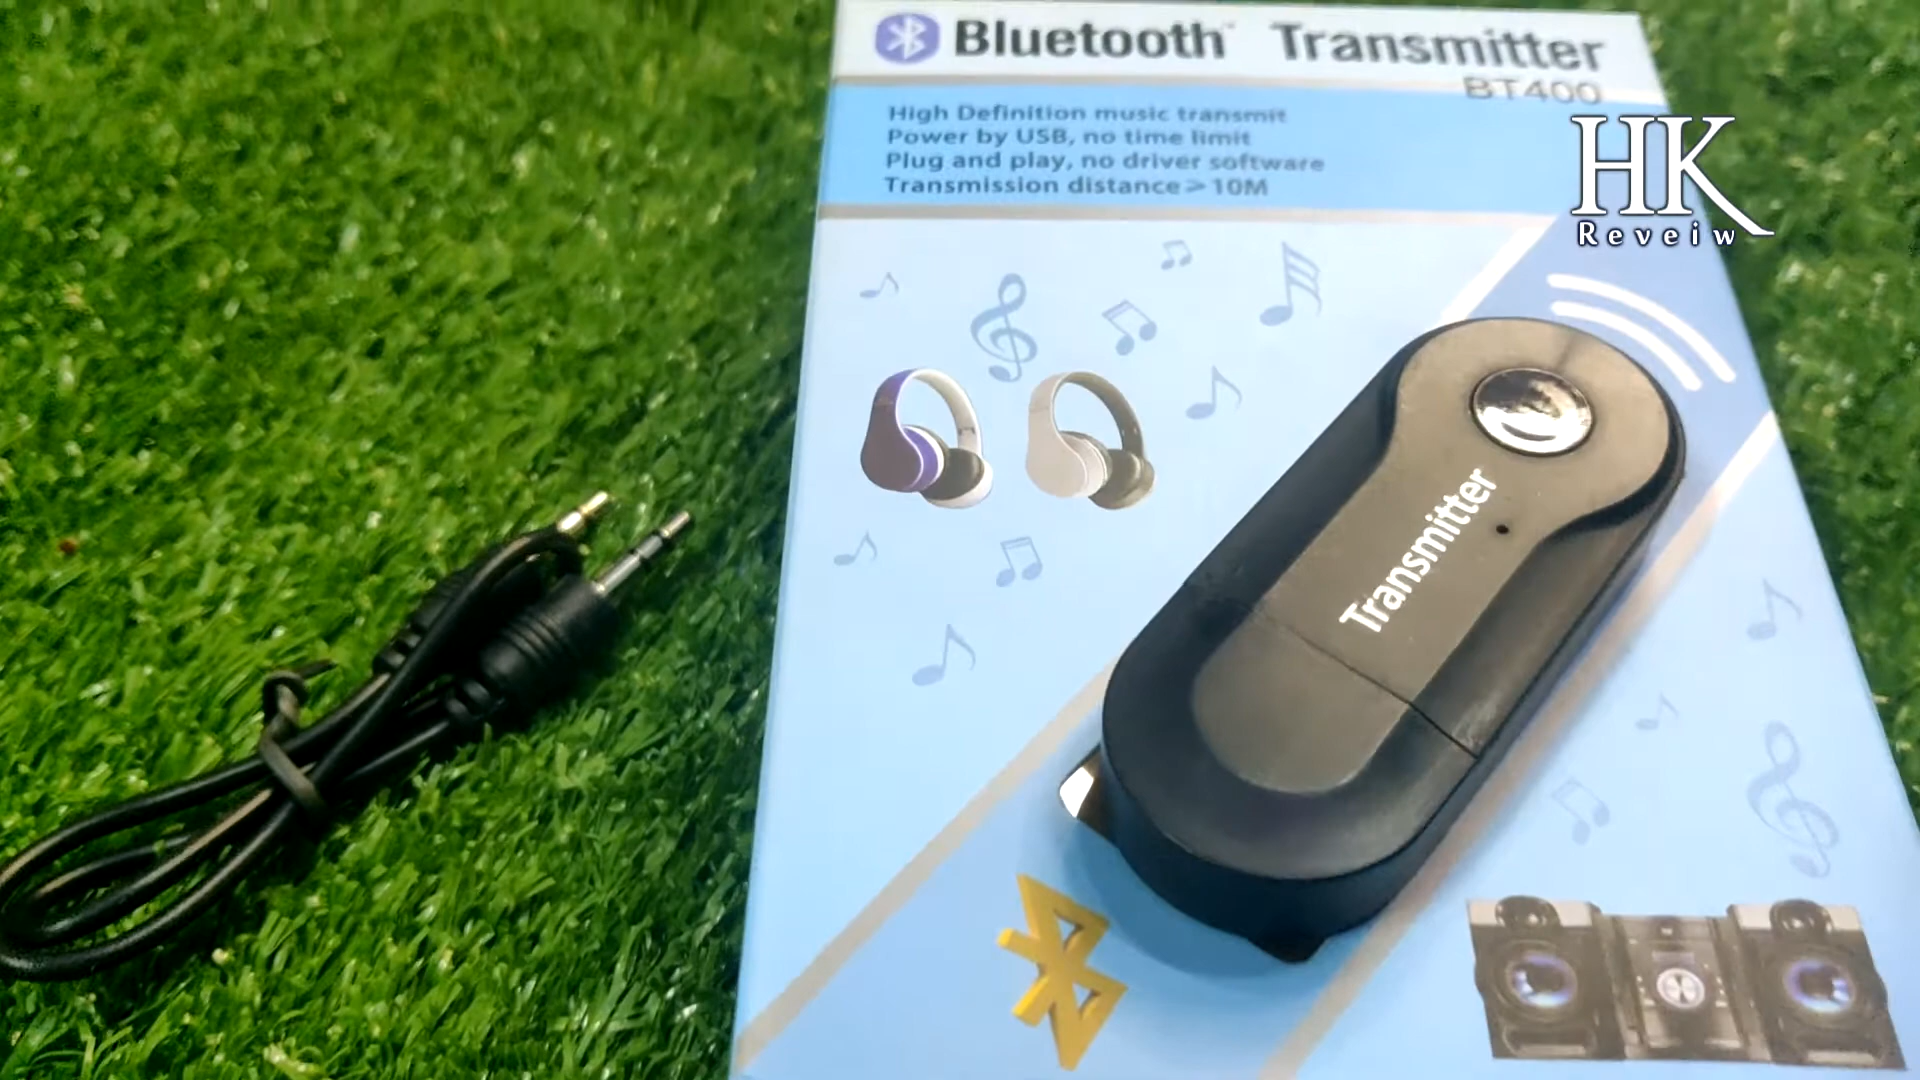 Bluetooth™ Transmitter
BT400
High Definition music transmit
Power by USB, no time limit
Plug and play, no driver software
Transmission distance ≥ 10M
HK
Reveiw
Transmitter